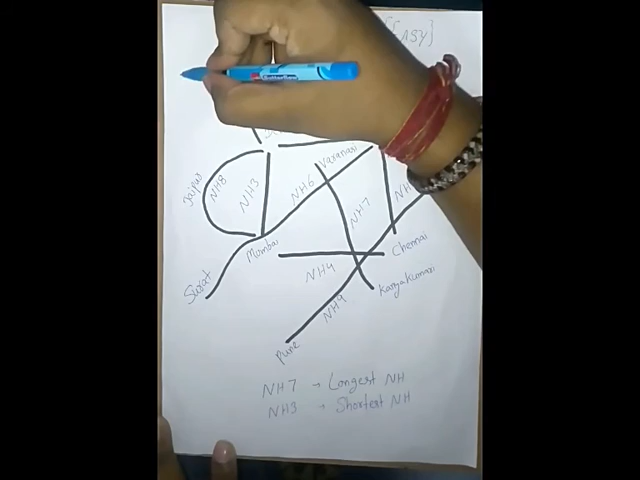 [EASY}
Varanasi
Jaipur
NH8
NH3
NH6
NH7
Mumbai
Chennai
NH4
Surat
Kanyakumari
NH9
Pune
NH7 → Longest NH
NH3 → Shortest NH